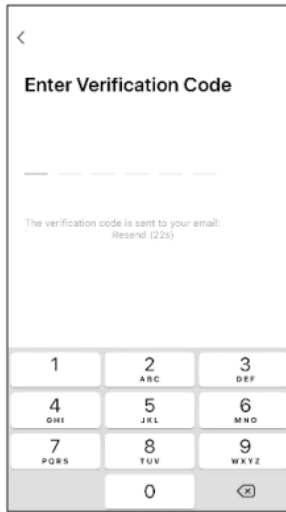 Enter Verification Code
The verification code is sent to your email:
Resend (22s)
1
2
ABC
3
DEF
4
GHI
5
JKL
6
MNO
7
PQRS
8
TUV
9
WXYZ
0